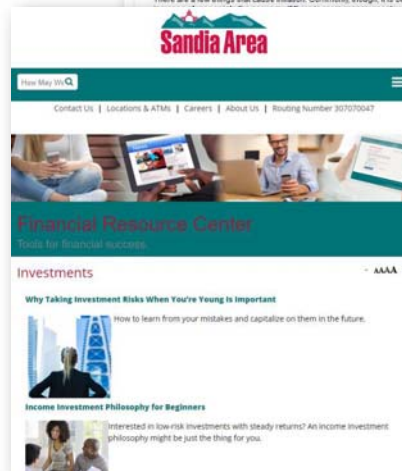 Sandia Area
How May We
Contact Us | Locations & ATMs | Careers | About Us | Routing Number 307070047
Financial Resource Center
Tools for financial success.
Investments
- AAAA
Why Taking Investment Risks When You're Young Is Important
How to learn from your mistakes and capitalize on them in the future.
Income Investment Philosophy for Beginners
Interested in low-risk investments with steady returns? An income investment
philosophy might be just the thing for you.